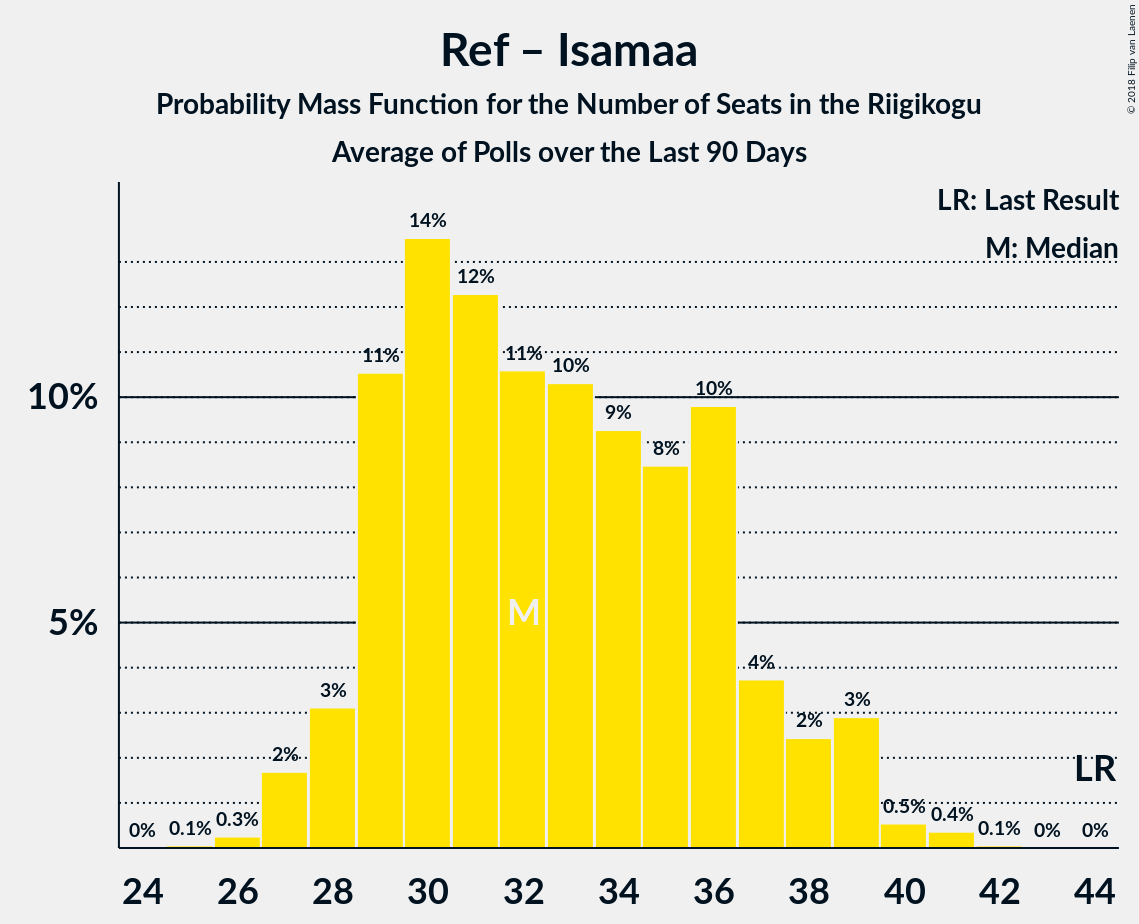 Ref – Isamaa
Probability Mass Function for the Number of Seats in the Riigikogu
Average of Polls over the Last 90 Days
© 2018 Filip van Laenen
LR: Last Result
M: Median
10%
5%
0%
0.1%
0.3%
2%
3%
11%
14%
12%
11%
10%
9%
8%
10%
4%
2%
3%
0.5%
0.4%
0.1%
0%
0%
M
LR
24 26 28 30 32 34 36 38 40 42 44